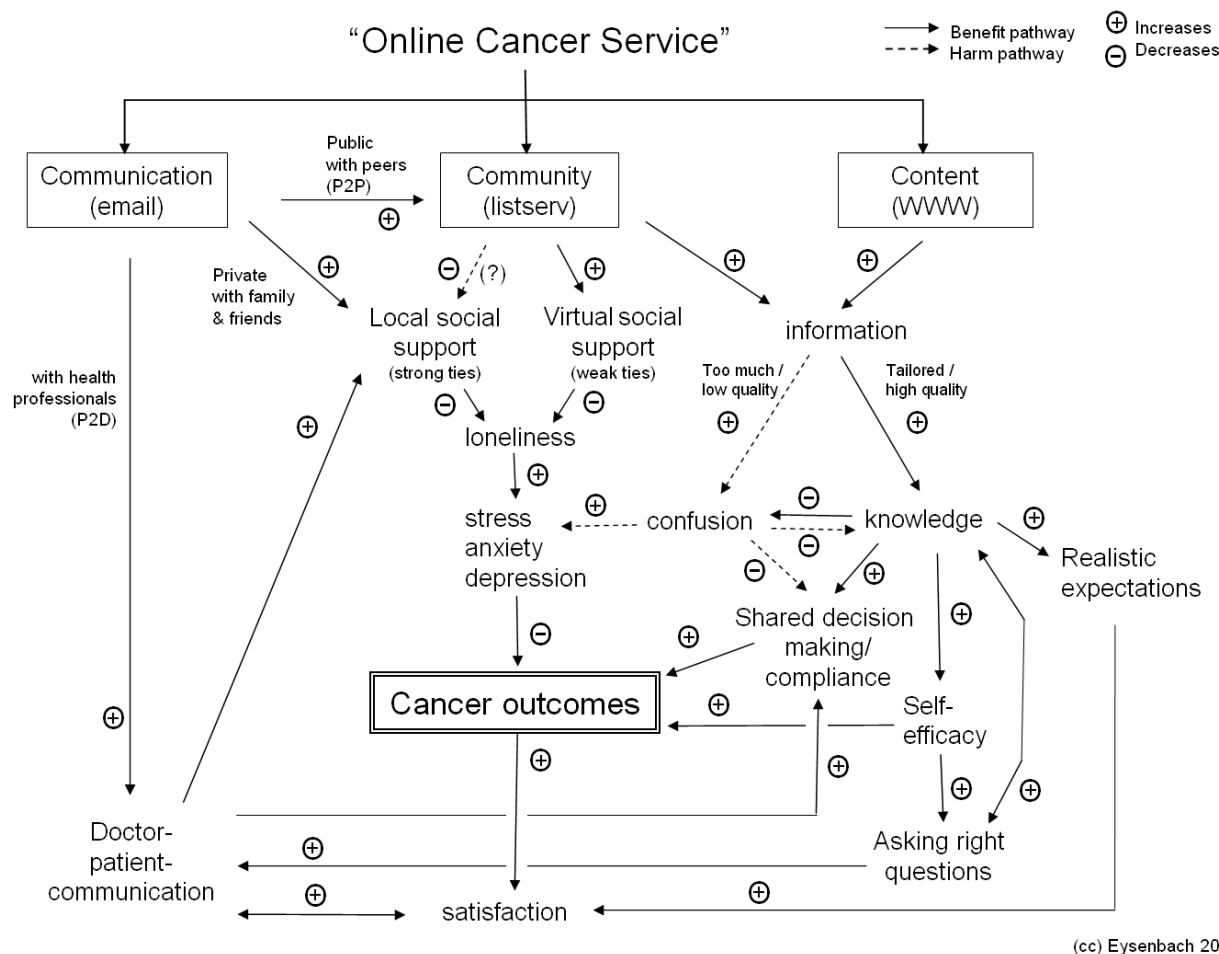 “Online Cancer Service”
Benefit pathway
Harm pathway
+ Increases
− Decreases
Communication
(email)
Public
with peers
(P2P)
+
Community
(listserv)
Content
(WWW)
+
Private
with family
& friends
−
(?)
+
+
+
Local social
support
(strong ties)
Virtual social
support
(weak ties)
information
with health
professionals
(P2D)
+
−
−
Too much /
low quality
+
Tailored /
high quality
+
loneliness
+
stress
anxiety
depression
+
confusion
−
−
knowledge
+
Realistic
expectations
−
+
−
Shared decision
making/
compliance
+
+
Cancer outcomes
+
Self-
efficacy
+
+
+
+
+
Doctor-
patient-
communication
+
Asking right
questions
+
satisfaction
+
(cc) Eysenbach 20